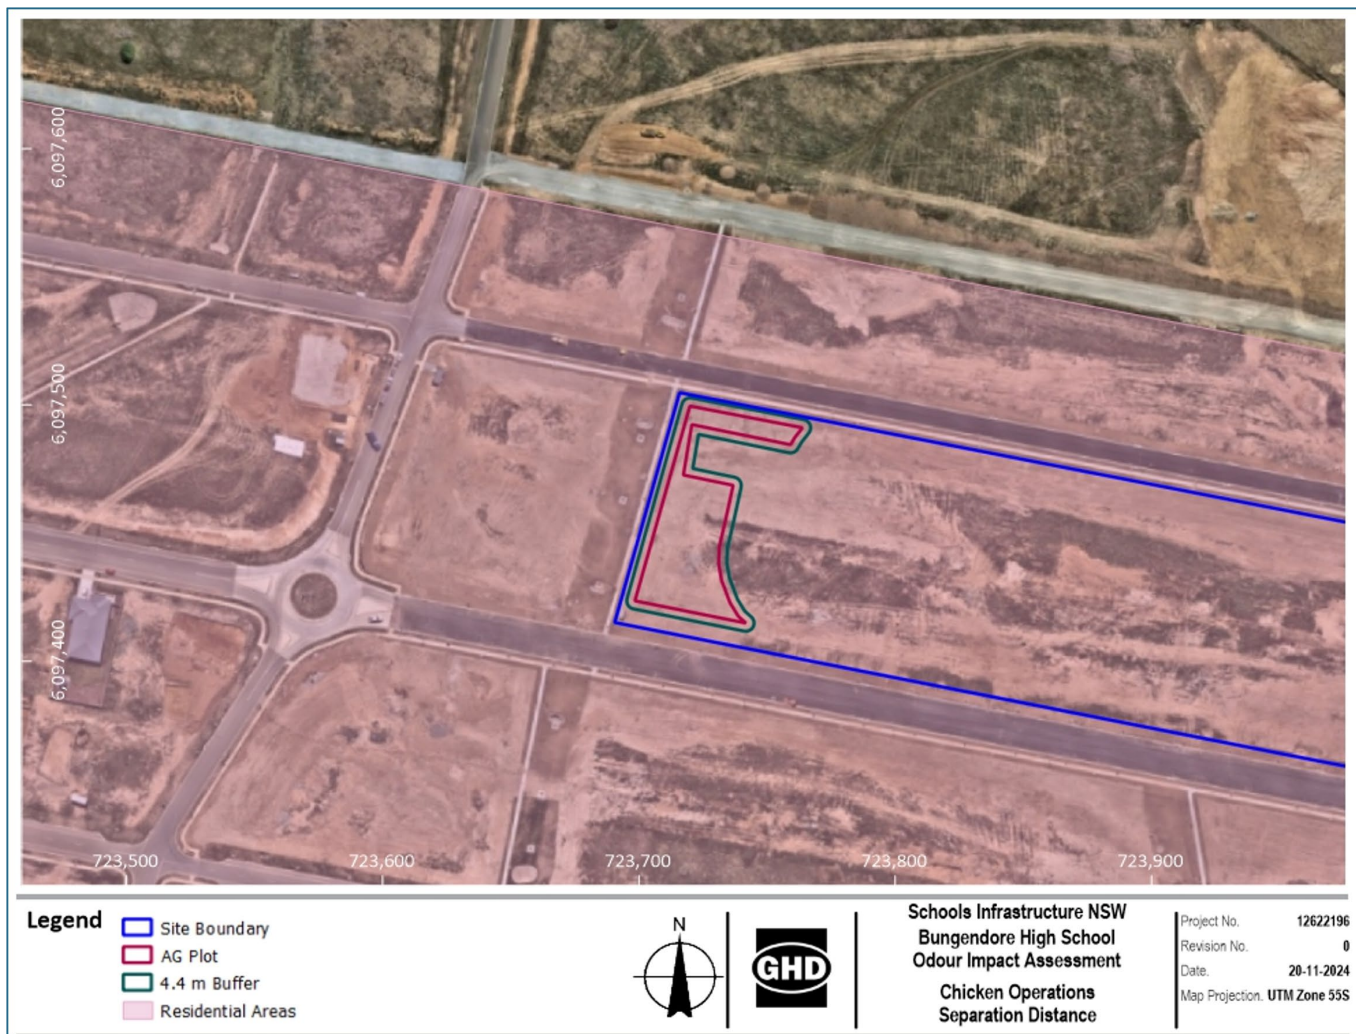 6,097,600
6,097,500
6,097,400
723,500
723,600
723,700
723,800
723,900
Legend
Site Boundary
AG Plot
4.4 m Buffer
Residential Areas
N
GHD
Schools Infrastructure NSW
Bungendore High School
Odour Impact Assessment
Chicken Operations
Separation Distance
Project No. 12622196
Revision No. 0
Date. 20-11-2024
Map Projection. UTM Zone 55S